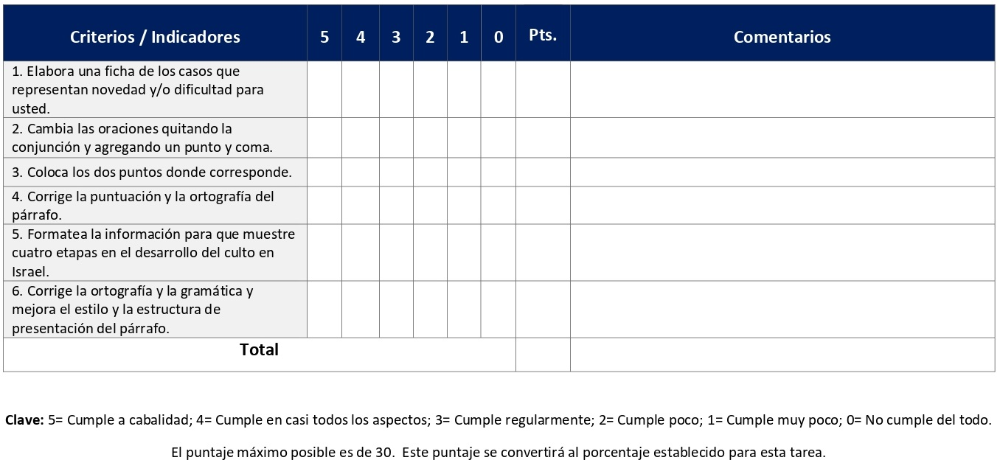 Criterios / Indicadores 5 4 3 2 1 0 Pts. Comentarios
1. Elabora una ficha de los casos que
representan novedad y/o dificultad para
usted.
2. Cambia las oraciones quitando la
conjunción y agregando un punto y coma.
3. Coloca los dos puntos donde corresponde.
4. Corrige la puntuación y la ortografía del
párrafo.
5. Formatea la información para que muestre
cuatro etapas en el desarrollo del culto en
Israel.
6. Corrige la ortografía y la gramática y
mejora el estilo y la estructura de
presentación del párrafo.
Total
Clave: 5= Cumple a cabalidad; 4= Cumple en casi todos los aspectos; 3= Cumple regularmente; 2= Cumple poco; 1= Cumple muy poco; 0= No cumple del todo.
El puntaje máximo posible es de 30. Este puntaje se convertirá al porcentaje establecido para esta tarea.